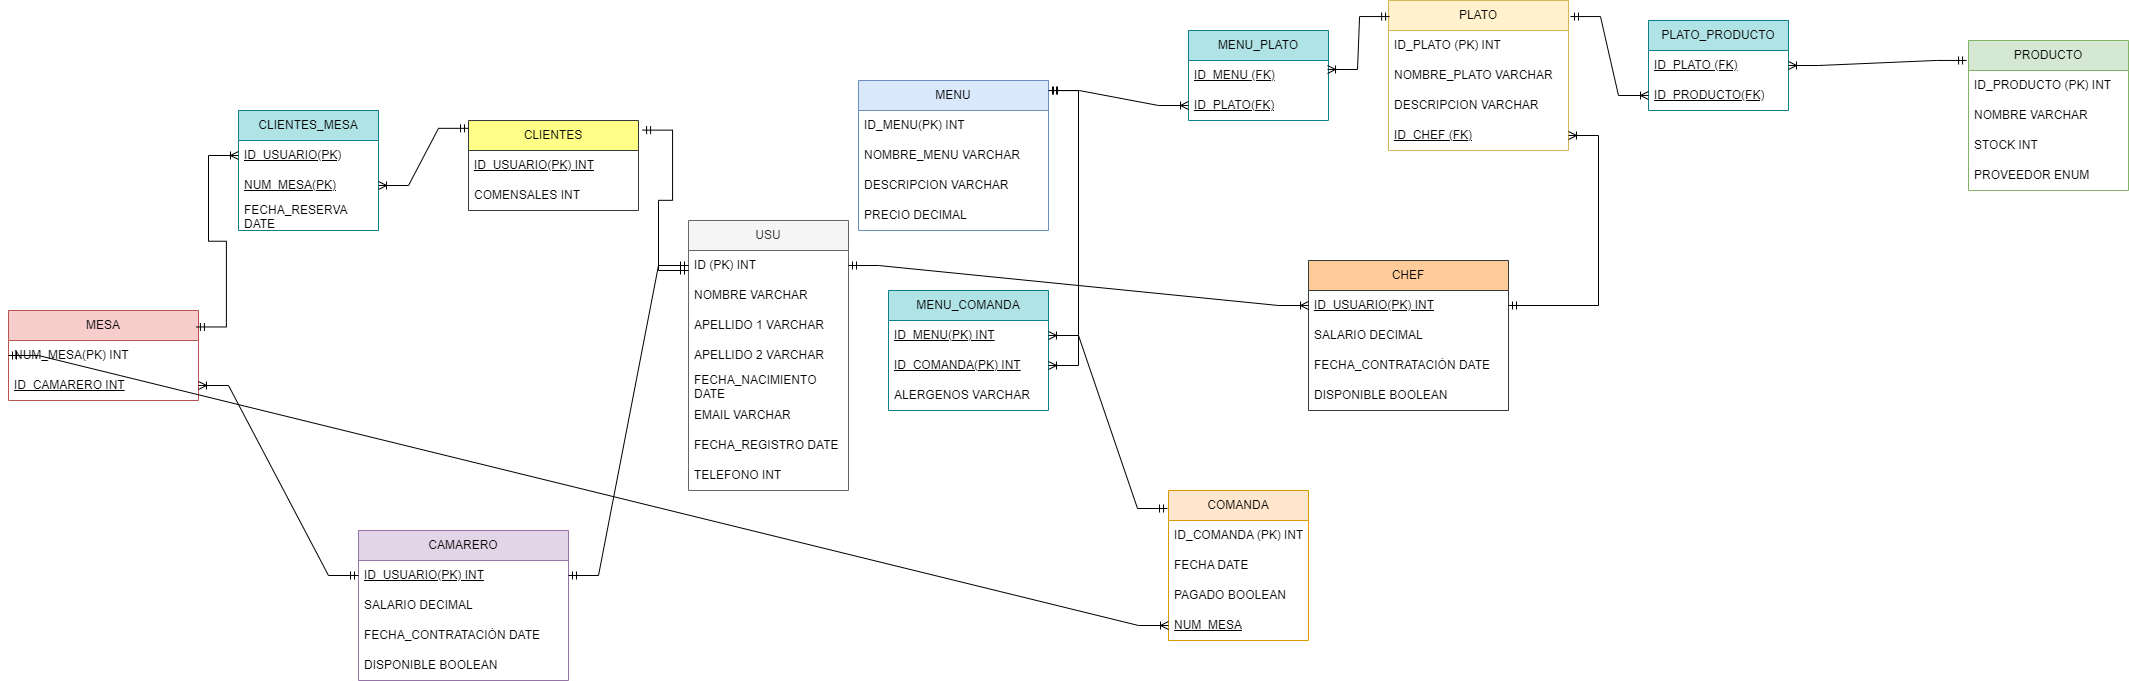 PLATO
ID_PLATO (PK) INT
NOMBRE_PLATO VARCHAR
DESCRIPCION VARCHAR
ID_CHEF (FK)
PLATO_PRODUCTO
ID_PLATO (FK)
ID_PRODUCTO(FK)
MENU_PLATO
ID_MENU (FK)
ID_PLATO(FK)
PRODUCTO
ID_PRODUCTO (PK) INT
NOMBRE VARCHAR
STOCK INT
PROVEEDOR ENUM
MENU
ID_MENU(PK) INT
NOMBRE_MENU VARCHAR
DESCRIPCION VARCHAR
PRECIO DECIMAL
CLIENTES_MESA
ID_USUARIO(PK)
NUM_MESA(PK)
FECHA_RESERVA
DATE
CLIENTES
ID_USUARIO(PK) INT
COMENSALES INT
USU
ID (PK) INT
NOMBRE VARCHAR
APELLIDO 1 VARCHAR
APELLIDO 2 VARCHAR
FECHA_NACIMIENTO
DATE
EMAIL VARCHAR
FECHA_REGISTRO DATE
TELEFONO INT
CHEF
ID_USUARIO(PK) INT
SALARIO DECIMAL
FECHA_CONTRATACIÓN DATE
DISPONIBLE BOOLEAN
MENU_COMANDA
ID_MENU(PK) INT
ID_COMANDA(PK) INT
ALERGENOS VARCHAR
MESA
NUM_MESA(PK) INT
ID_CAMARERO INT
COMANDA
ID_COMANDA (PK) INT
FECHA DATE
PAGADO BOOLEAN
NUM_MESA
CAMARERO
ID_USUARIO(PK) INT
SALARIO DECIMAL
FECHA_CONTRATACIÓN DATE
DISPONIBLE BOOLEAN